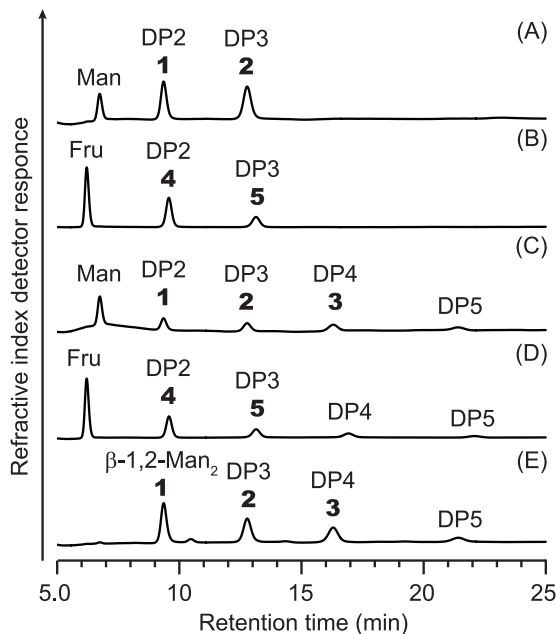 (A)
DP2 DP3
Man 1 2
(B)
Fru DP2 DP3
4 5
(C)
Man DP2 DP3 DP4
1 2 3 DP5
(D)
Fru DP2 DP3
4 5 DP4 DP5
(E)
β-1,2-Man₂ DP3 DP4
1 2 3 DP5
5.0 10 15 20 25
Retention time (min)
Refractive index detector responce